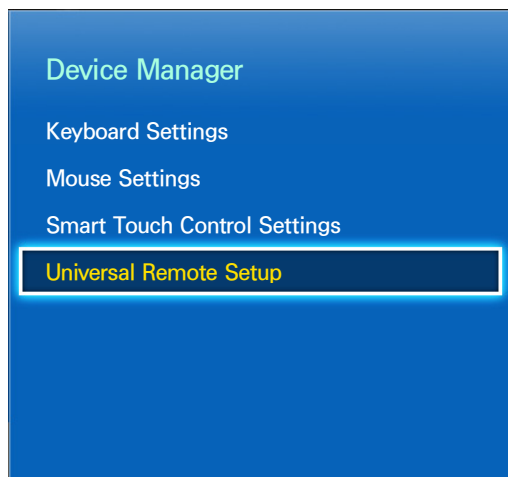 Device Manager
Keyboard Settings
Mouse Settings
Smart Touch Control Settings
Universal Remote Setup